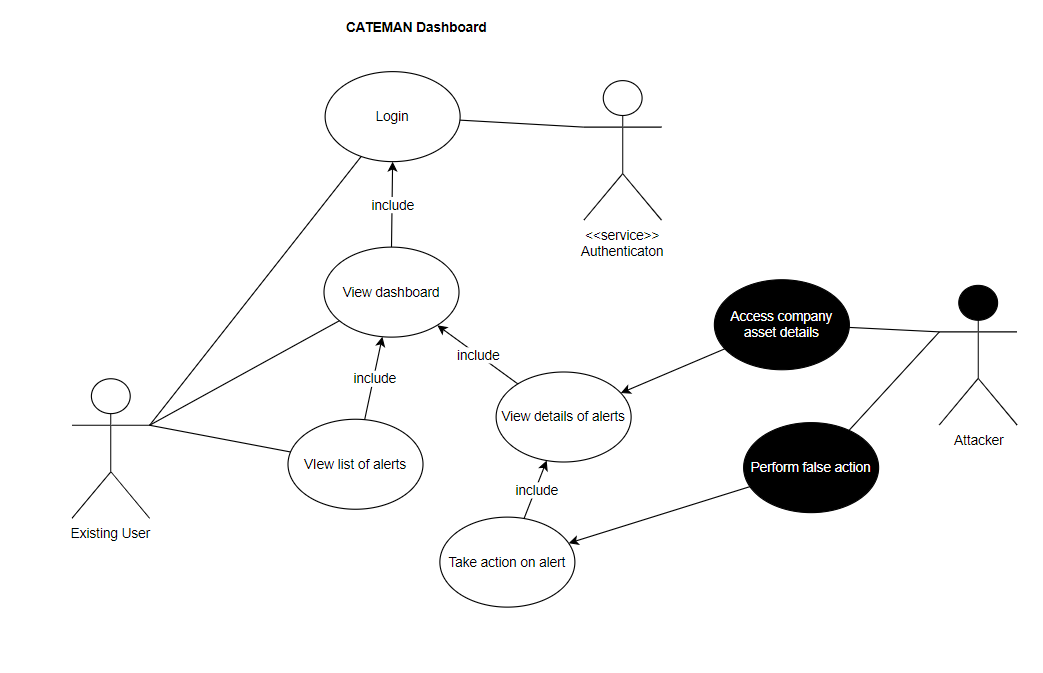 CATEMAN Dashboard
Login
include
<<service>>
Authenticaton
View dashboard
Access company
asset details
include
include
View details of alerts
Attacker
VIew list of alerts
Perform false action
include
Existing User
Take action on alert